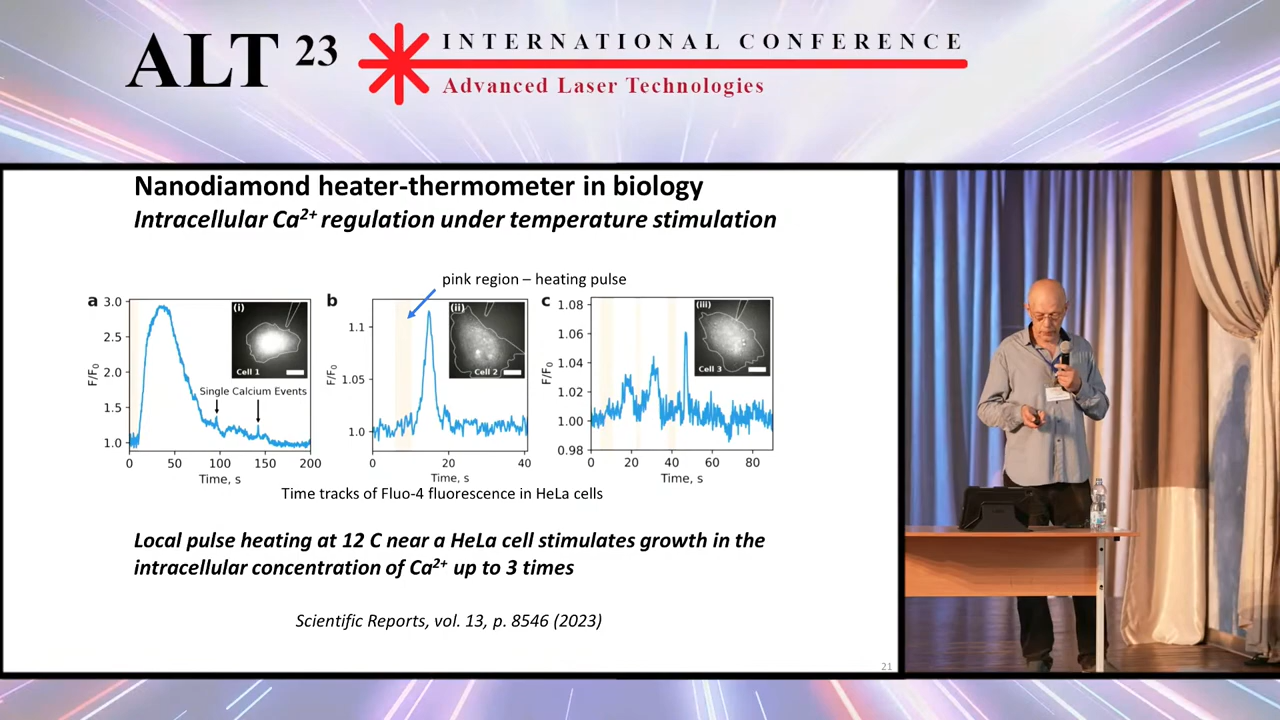 ALT 23
INTERNATIONAL CONFERENCE
Advanced Laser Technologies
Nanodiamond heater-thermometer in biology
Intracellular Ca2+ regulation under temperature stimulation
pink region – heating pulse
a
3.0
2.5
2.0
1.5
1.0
F/F0
(i)
Cell 1
Single Calcium Events
0 50 100 150 200
Time, s
b
1.1
1.05
1.0
F/F0
(ii)
Cell 2
0 20 40
Time, s
c
1.08
1.06
1.04
1.02
1.00
0.98
F/F0
(iii)
Cell 3
0 20 40 60 80
Time, s
Time tracks of Fluo-4 fluorescence in HeLa cells
Local pulse heating at 12 C near a HeLa cell stimulates growth in the
intracellular concentration of Ca2+ up to 3 times
Scientific Reports, vol. 13, p. 8546 (2023)
21